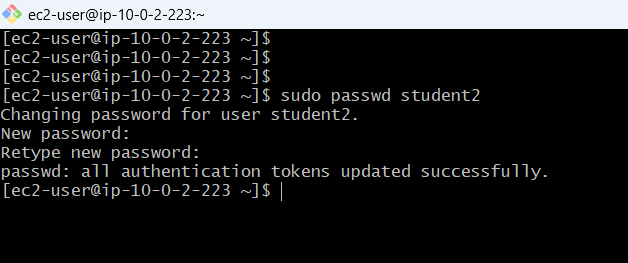 ec2-user@ip-10-0-2-223:~
[ec2-user@ip-10-0-2-223 ~]$
[ec2-user@ip-10-0-2-223 ~]$
[ec2-user@ip-10-0-2-223 ~]$
[ec2-user@ip-10-0-2-223 ~]$ sudo passwd student2
Changing password for user student2.
New password:
Retype new password:
passwd: all authentication tokens updated successfully.
[ec2-user@ip-10-0-2-223 ~]$